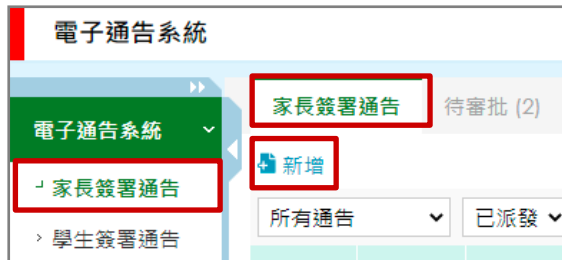 電子通告系統
電子通告系統
家長簽署通告
學生簽署通告
家長簽署通告 待審批 (2)
新增
所有通告 已派發